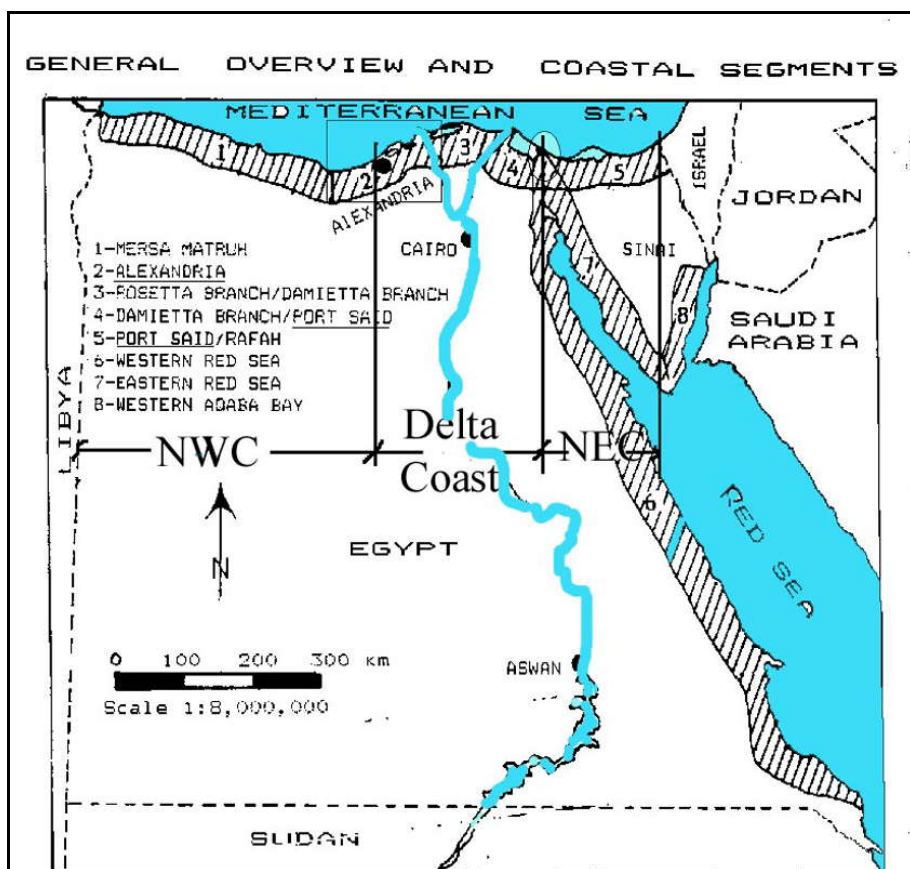 GENERAL OVERVIEW AND COASTAL SEGMENTS
MEDITERRANEAN SEA
1
2
3
4
5
ALEXANDRIA
ISRAEL
JORDAN
CAIRO
SINAI
7
8
SAUDI
ARABIA
1-MERSA MATRUH
2-ALEXANDRIA
3-ROSETTA BRANCH/DAMIETTA BRANCH
4-DAMIETTA BRANCH/PORT SAID
5-PORT SAID/RAFAH
6-WESTERN RED SEA
7-EASTERN RED SEA
8-WESTERN AQABA BAY
LIBYA
NWC
Delta
Coast
NEC
6
RED SEA
N
EGYPT
ASWAN
0 100 200 300 km
Scale 1:8,000,000
SUDAN